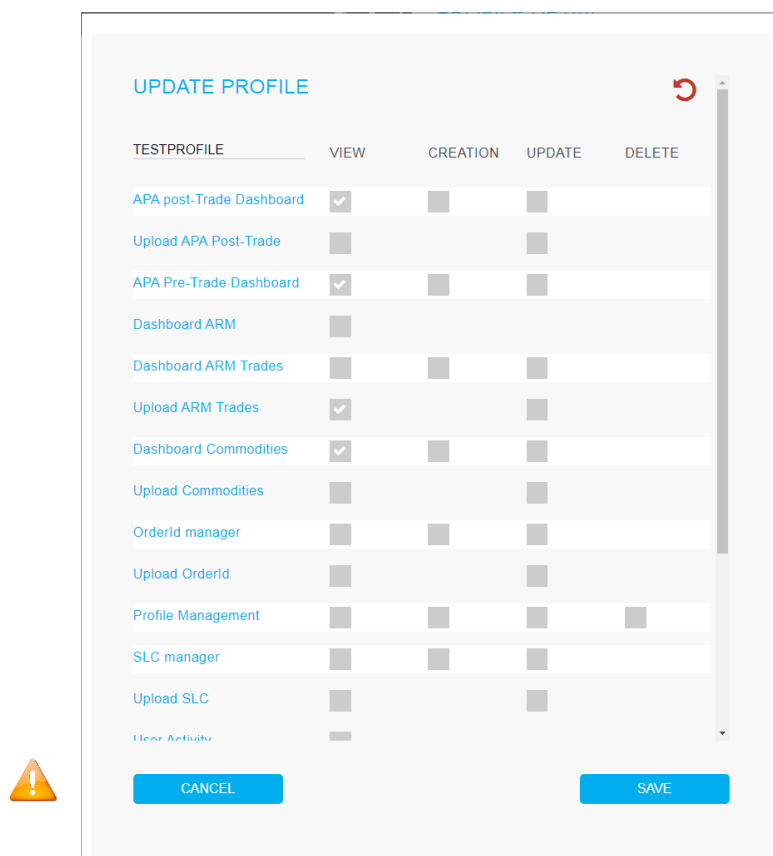 UPDATE PROFILE
TESTPROFILE VIEW CREATION UPDATE DELETE
APA post-Trade Dashboard
Upload APA Post-Trade
APA Pre-Trade Dashboard
Dashboard ARM
Dashboard ARM Trades
Upload ARM Trades
Dashboard Commodities
Upload Commodities
OrderId manager
Upload OrderId
Profile Management
SLC manager
Upload SLC
User Activity
CANCEL SAVE